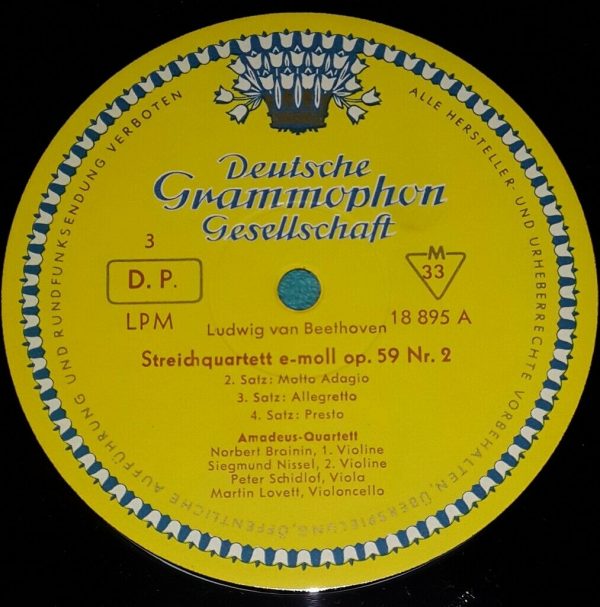 Deutsche
Grammophon
Gesellschaft
3
D. P.
LPM
M
33
18 895 A
Ludwig van Beethoven
Streichquartett e-moll op. 59 Nr. 2
2. Satz: Molto Adagio
3. Satz: Allegretto
4. Satz: Presto
Amadeus-Quartett
Norbert Brainin, 1. Violine
Siegmund Nissel, 2. Violine
Peter Schidlof, Viola
Martin Lovett, Violoncello
ALLE HERSTELLER- UND URHEBERRECHTE VORBEHALTEN, ÜBERSPIELUNG, ÖFFENTLICHE AUFFÜHRUNG UND RUNDFUNKSENDUNG VERBOTEN